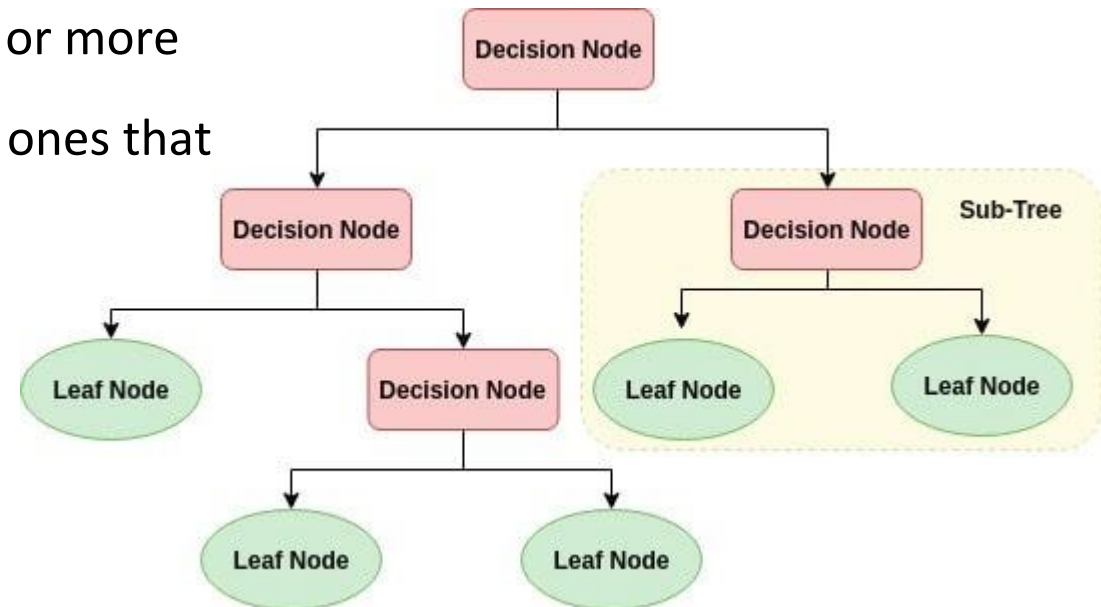 or more
ones that
Decision Node
Decision Node
Decision Node
Sub-Tree
Leaf Node
Decision Node
Leaf Node
Leaf Node
Leaf Node
Leaf Node